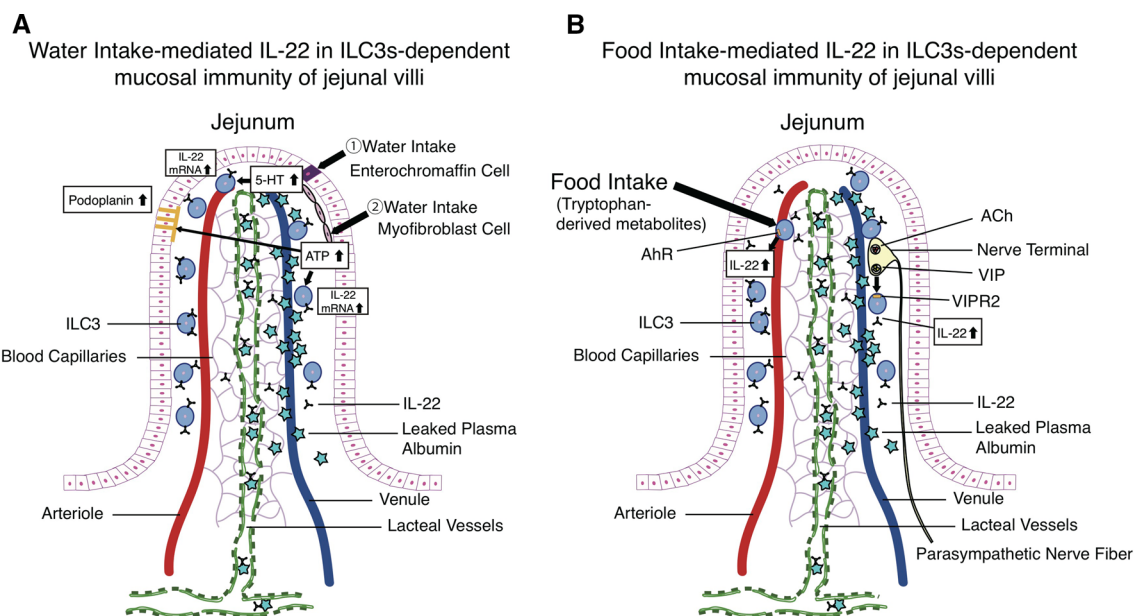 A
Water Intake-mediated IL-22 in ILC3s-dependent
mucosal immunity of jejunal villi
Jejunum
IL-22
mRNA
①Water Intake
Enterochromaffin Cell
5-HT
Podoplanin
②Water Intake
Myofibroblast Cell
ATP
IL-22
mRNA
ILC3
Blood Capillaries
IL-22
Leaked Plasma
Albumin
Venule
Arteriole
Lacteal Vessels
B
Food Intake-mediated IL-22 in ILC3s-dependent
mucosal immunity of jejunal villi
Jejunum
Food Intake
(Tryptophan-
derived metabolites)
ACh
AhR
Nerve Terminal
IL-22
VIP
VIPR2
ILC3
IL-22
Blood Capillaries
IL-22
Leaked Plasma
Albumin
Venule
Arteriole
Lacteal Vessels
Parasympathetic Nerve Fiber